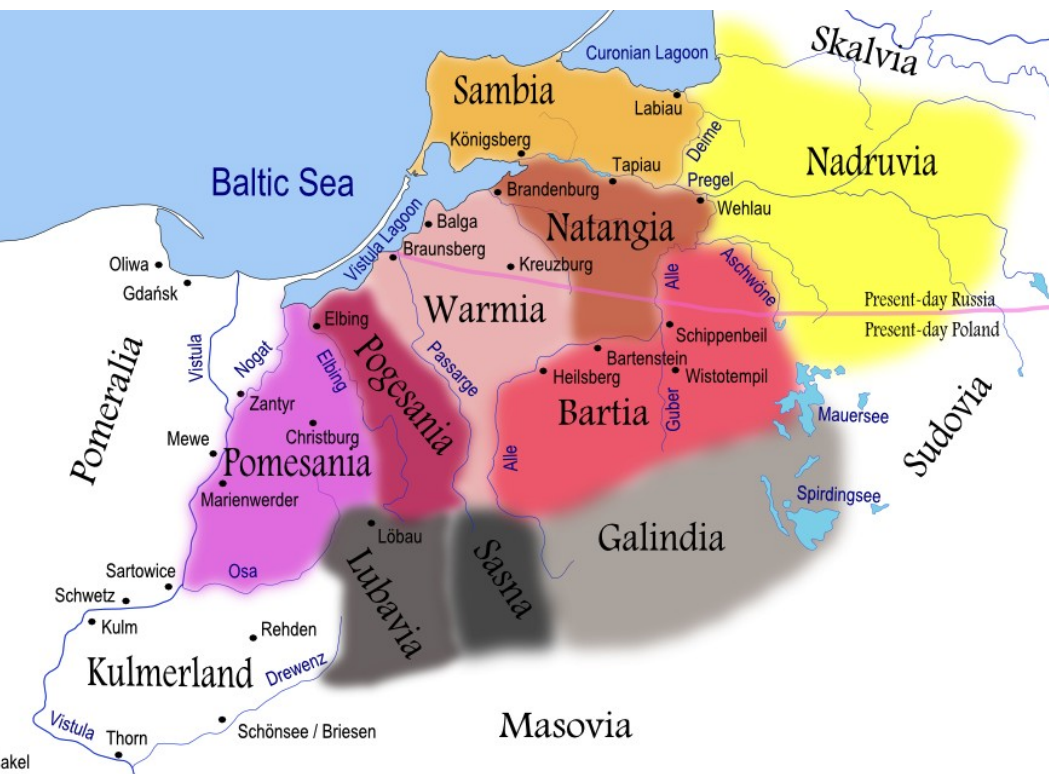 Skalvia
Curonian Lagoon
Sambia
Labiau
Königsberg
Deime
Nadruvia
Tapiau
Pregel
Baltic Sea
Brandenburg
Wehlau
Vistula Lagoon
Balga
Natangia
Braunsberg
Oliwa
Kreuzburg
Alle
Aschwöne
Gdańsk
Present-day Russia
Warmia
Elbing
Present-day Poland
Schippenbeil
Pomeralia
Vistula
Nogat
Elbing
Pogesania
Passarge
Bartenstein
Heilsberg
Wistotempil
Zantyr
Bartia
Guber
Mauersee
Sudovia
Christburg
Mewe
Pomesania
Alle
Marienwerder
Spirdingsee
Löbau
Galindia
Sartowice
Osa
Lubavia
Sasna
Schwetz
Kulm
Rehden
Kulmerland
Drewenz
Vistula
Thorn
Schönsee / Briesen
Masovia
akel